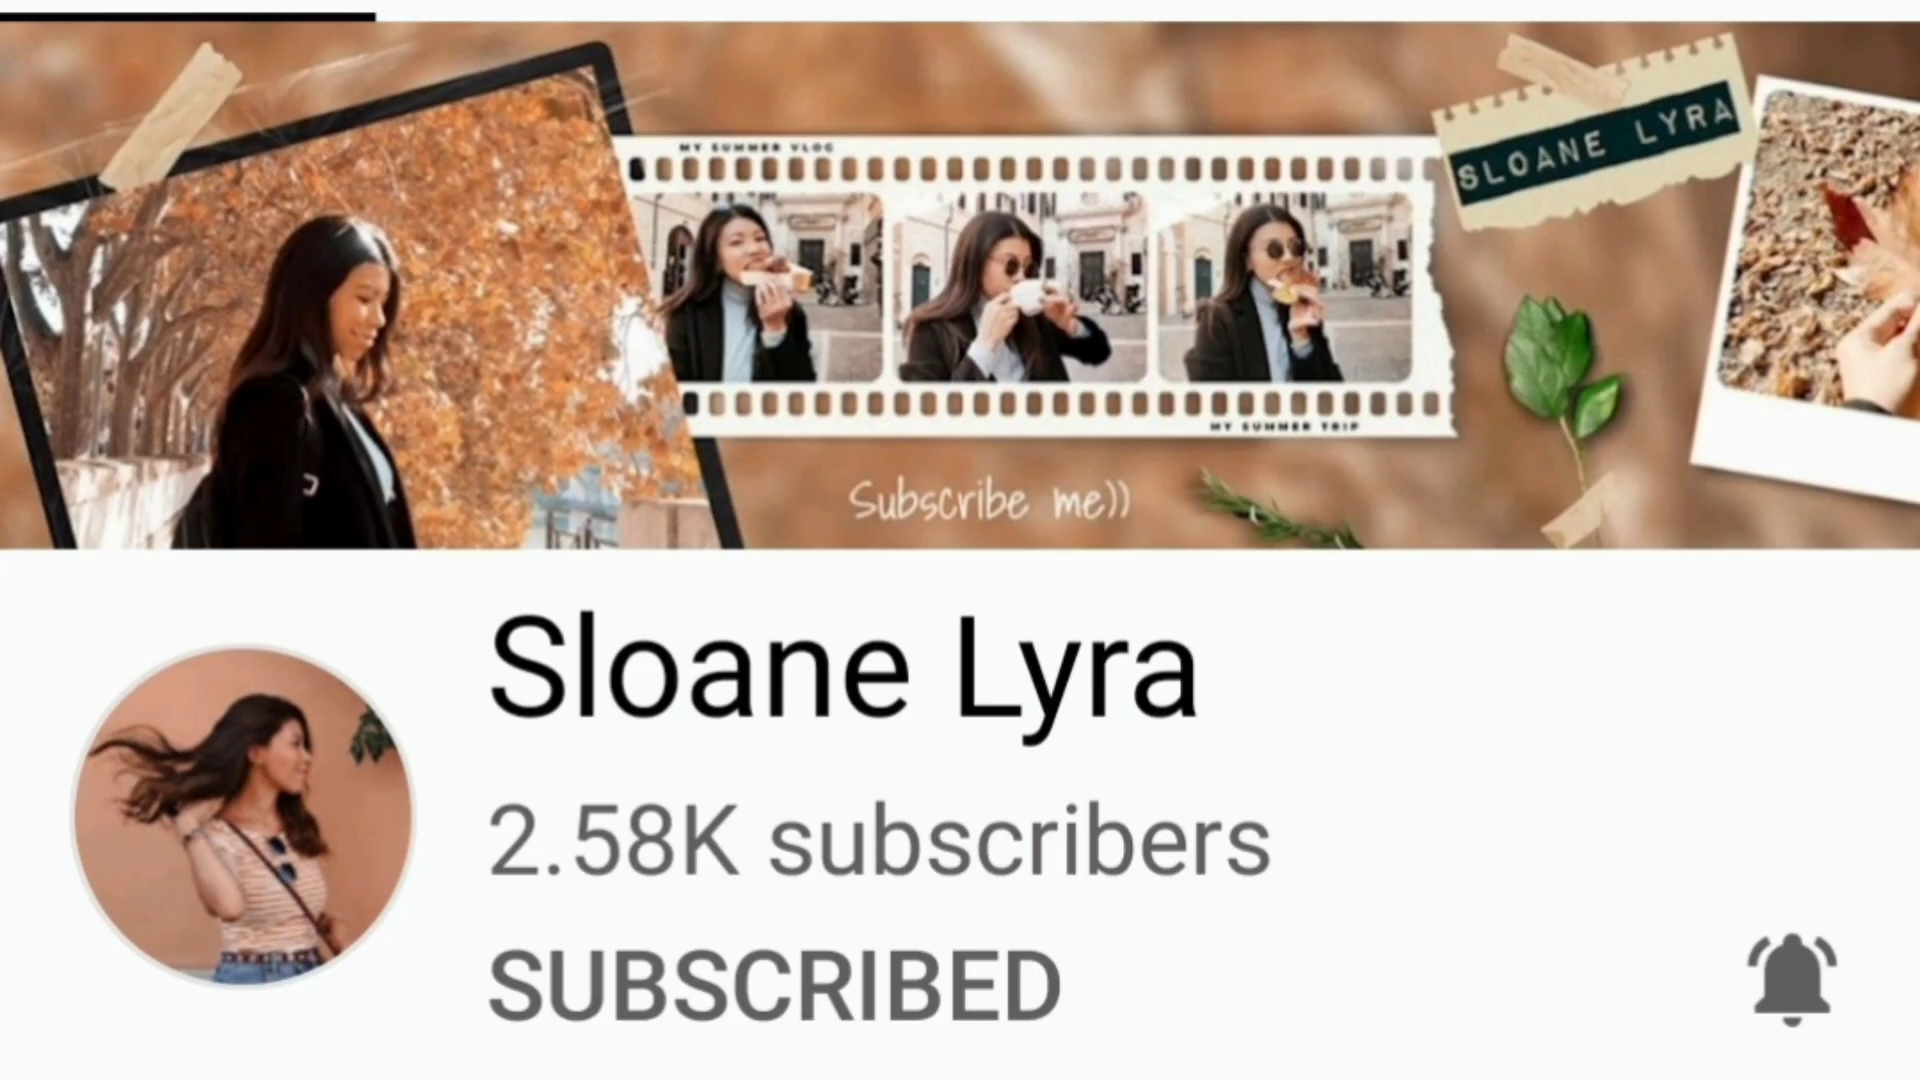 MY SUMMER VLOG
SLOANE LYRA
MY SUMMER TRIP
Subscribe me))
Sloane Lyra
2.58K subscribers
SUBSCRIBED